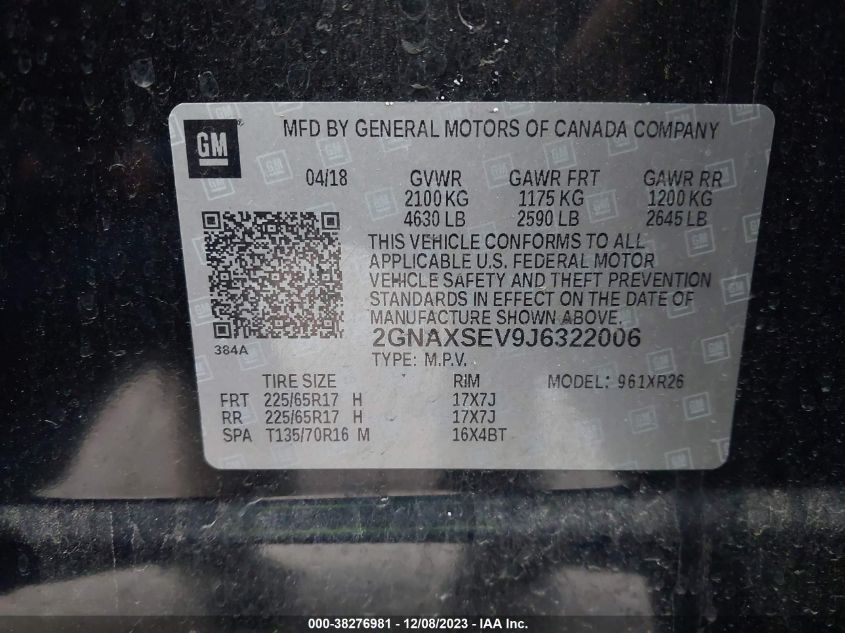 GM
MFD BY GENERAL MOTORS OF CANADA COMPANY
04/18 GVWR GAWR FRT GAWR RR
2100 KG 1175 KG 1200 KG
4630 LB 2590 LB 2645 LB
THIS VEHICLE CONFORMS TO ALL
APPLICABLE U.S. FEDERAL MOTOR
VEHICLE SAFETY AND THEFT PREVENTION
STANDARDS IN EFFECT ON THE DATE OF
MANUFACTURE SHOWN ABOVE.
384A
2GNAXSEV9J6322006
TYPE: M.P.V.
TIRE SIZE RIM MODEL: 961XR26
FRT 225/65R17 H 17X7J
RR 225/65R17 H 17X7J
SPA T135/70R16 M 16X4BT
000-38276981 - 12/08/2023 - IAA Inc.